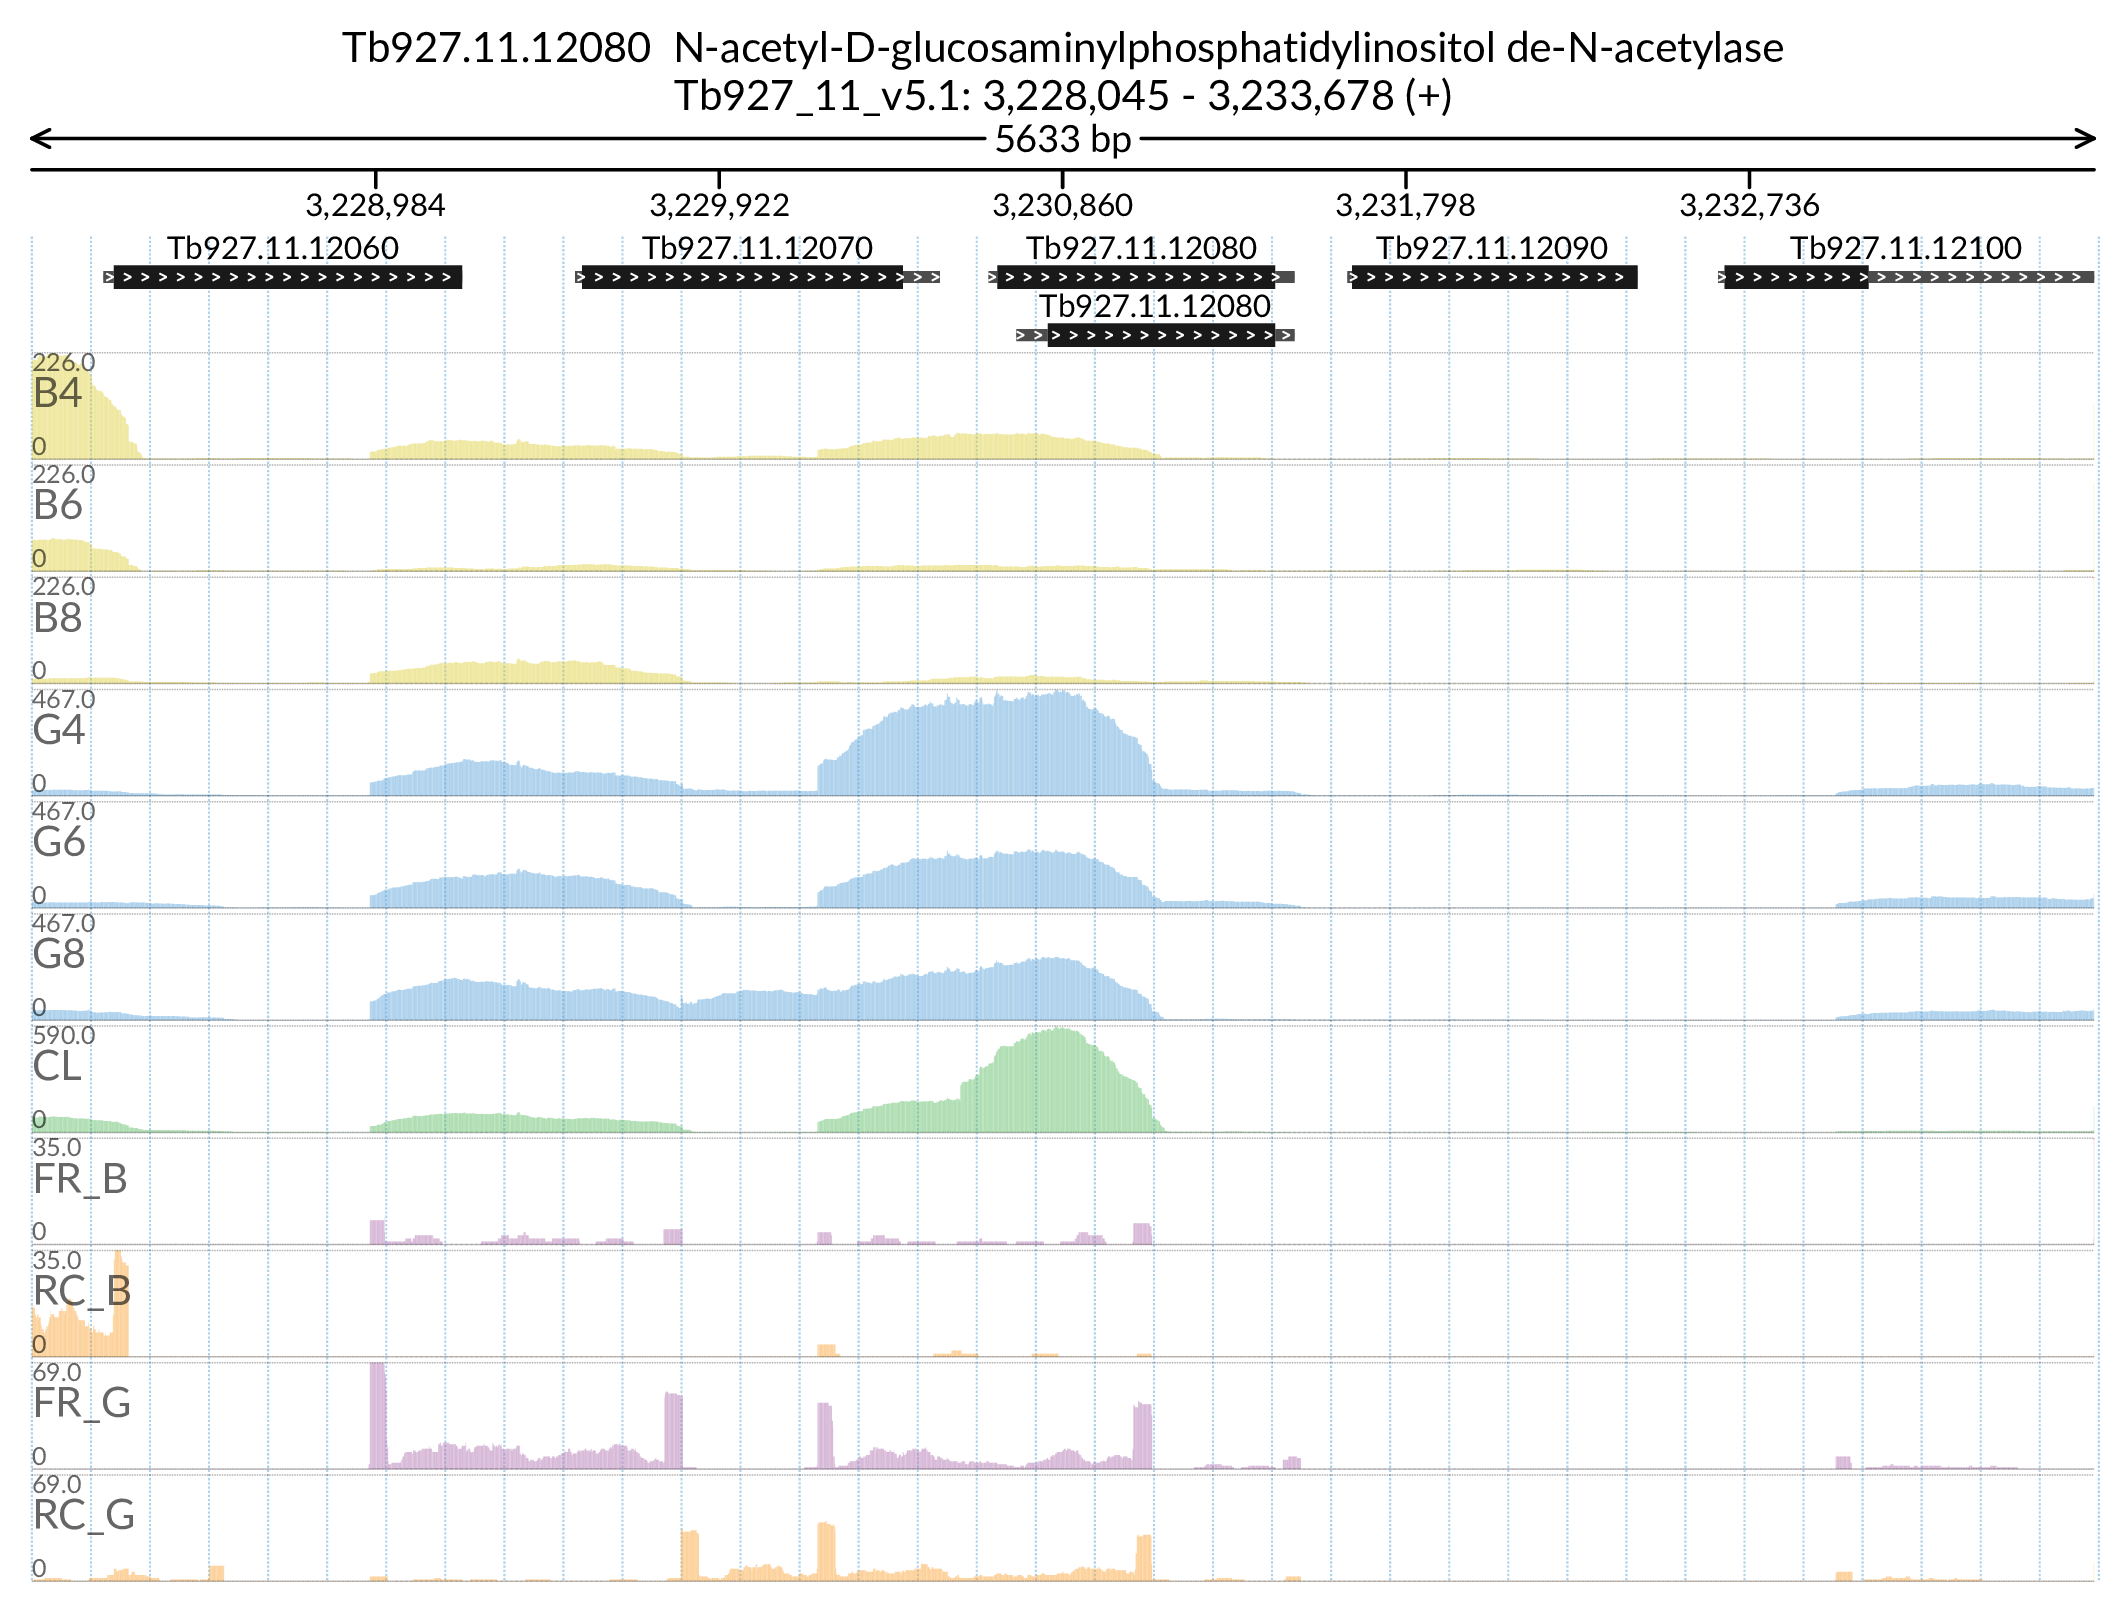 Tb927.11.12080  N-acetyl-D-glucosaminylphosphatidylinositol de-N-acetylase
Tb927_11_v5.1: 3,228,045 - 3,233,678 (+)
5633 bp
3,228,984 3,229,922 3,230,860 3,231,798 3,232,736
Tb927.11.12060 Tb927.11.12070 Tb927.11.12080 Tb927.11.12090 Tb927.11.12100
Tb927.11.12080
226.0
B4
0
226.0
B6
0
226.0
B8
0
467.0
G4
0
467.0
G6
0
467.0
G8
0
590.0
CL
0
35.0
FR_B
0
35.0
RC_B
0
69.0
FR_G
0
69.0
RC_G
0